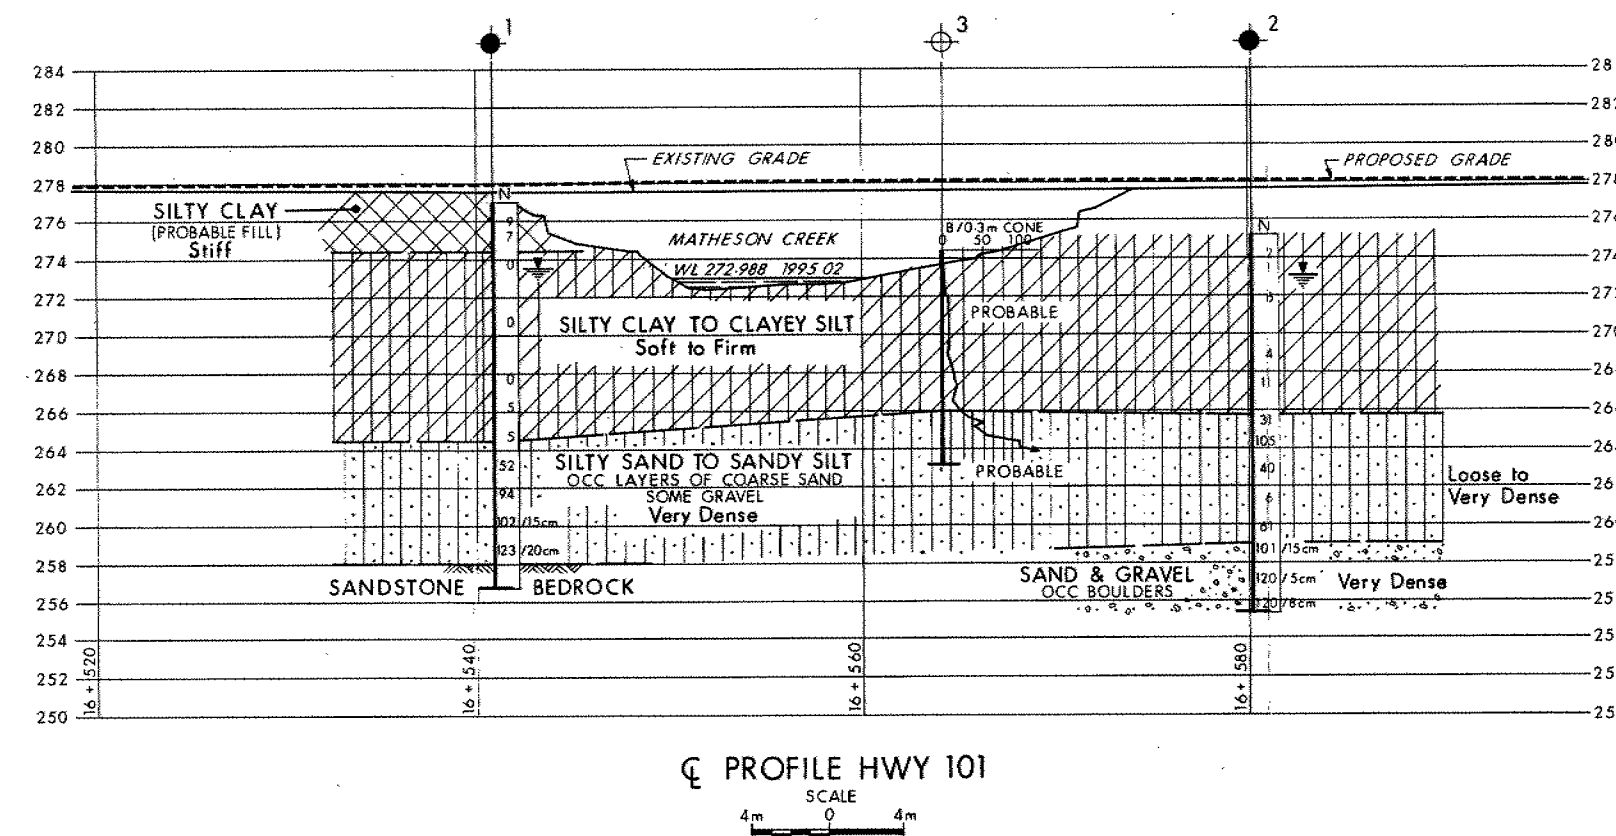 1
3
2
284
282
280
278
276
274
272
270
268
266
264
262
260
258
256
254
252
250
EXISTING GRADE
PROPOSED GRADE
SILTY CLAY
(PROBABLE FILL)
Stiff
N
9
7
0
0
0
5
5
52
94
102/15cm
123/20cm
MATHESON CREEK
WL 272.988 1995 02
B/0.3m CONE
0 50 100
PROBABLE
SILTY CLAY TO CLAYEY SILT
Soft to Firm
SILTY SAND TO SANDY SILT
OCC LAYERS OF COARSE SAND
SOME GRAVEL
Very Dense
PROBABLE
N
2
4
11
31
105
40
6
61
101/15cm
120/5cm
120/8cm
Loose to
Very Dense
SANDSTONE BEDROCK
SAND & GRAVEL
OCC BOULDERS
Very Dense
16+520
16+540
16+560
16+580
℄ PROFILE HWY 101
SCALE
4m 0 4m